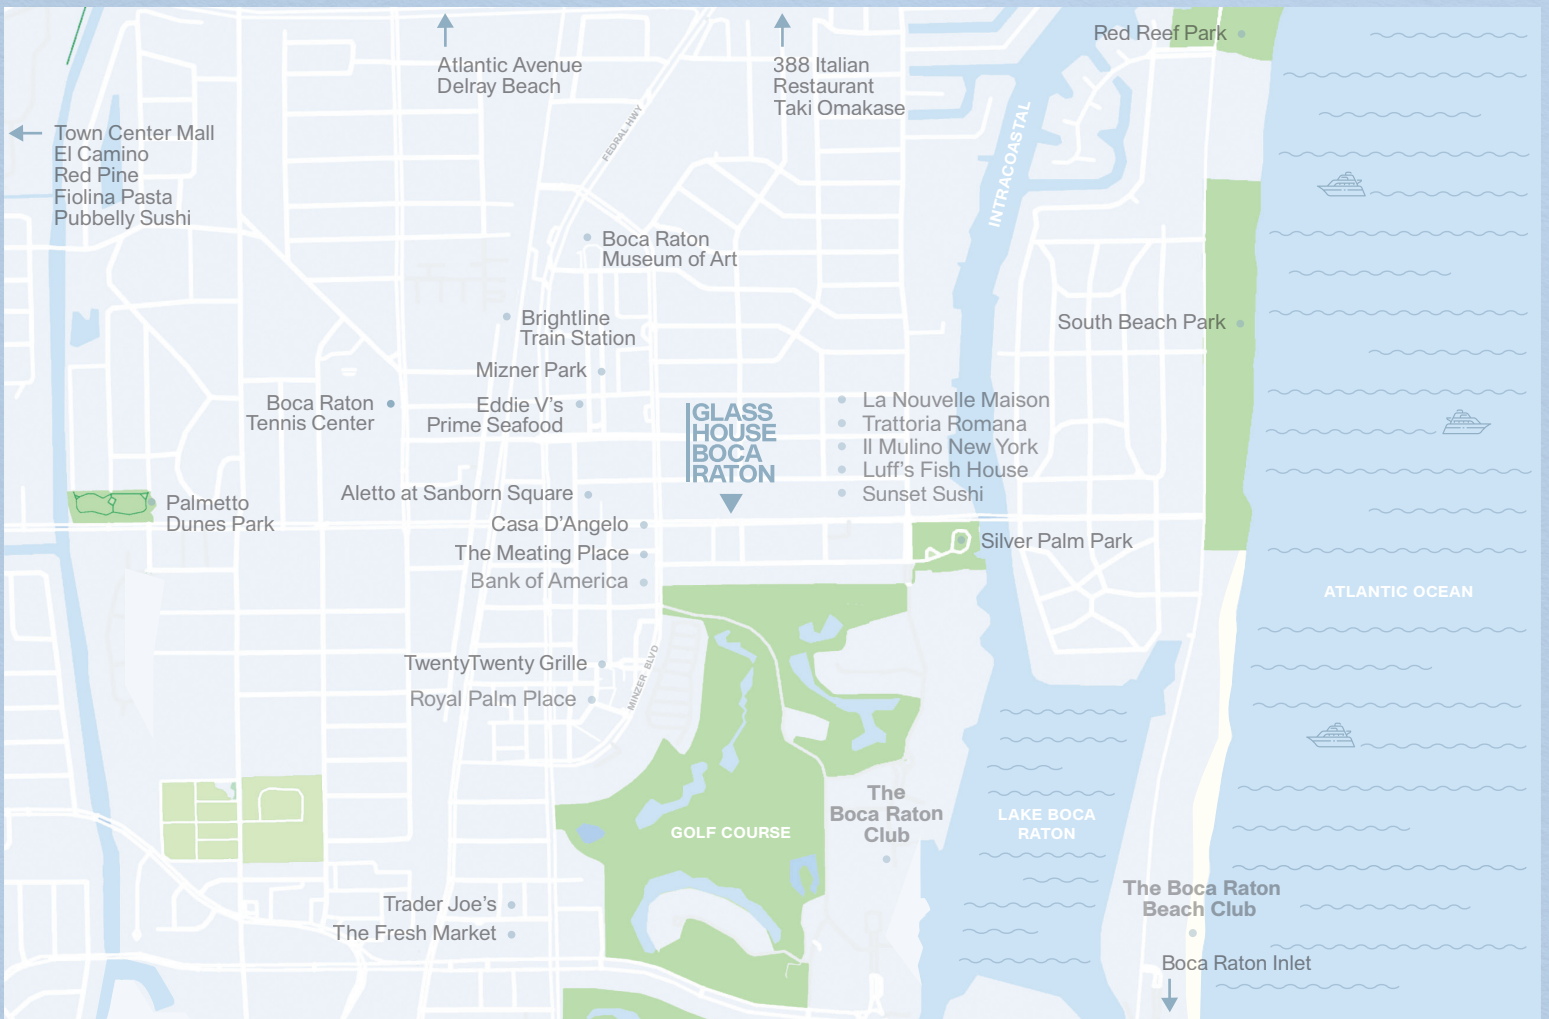 Red Reef Park
Atlantic Avenue
Delray Beach
388 Italian
Restaurant
Taki Omakase
Town Center Mall
El Camino
Red Pine
Fiolina Pasta
Pubbelly Sushi
FEDRAL HWY
INTRACOASTAL
Boca Raton
Museum of Art
Brightline
Train Station
South Beach Park
Mizner Park
Boca Raton
Tennis Center
Eddie V's
Prime Seafood
GLASS
HOUSE
BOCA
RATON
La Nouvelle Maison
Trattoria Romana
Il Mulino New York
Luff's Fish House
Sunset Sushi
Aletto at Sanborn Square
Palmetto
Dunes Park
Casa D'Angelo
The Meating Place
Bank of America
Silver Palm Park
ATLANTIC OCEAN
TwentyTwenty Grille
Royal Palm Place
MINZER BLVD
The
Boca Raton
Club
GOLF COURSE
LAKE BOCA
RATON
The Boca Raton
Beach Club
Trader Joe's
The Fresh Market
Boca Raton Inlet